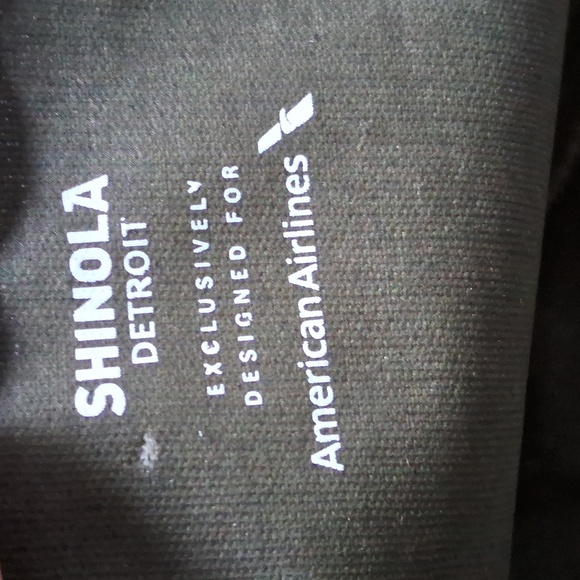 SHINOLA
DETROIT
EXCLUSIVELY
DESIGNED FOR
American Airlines